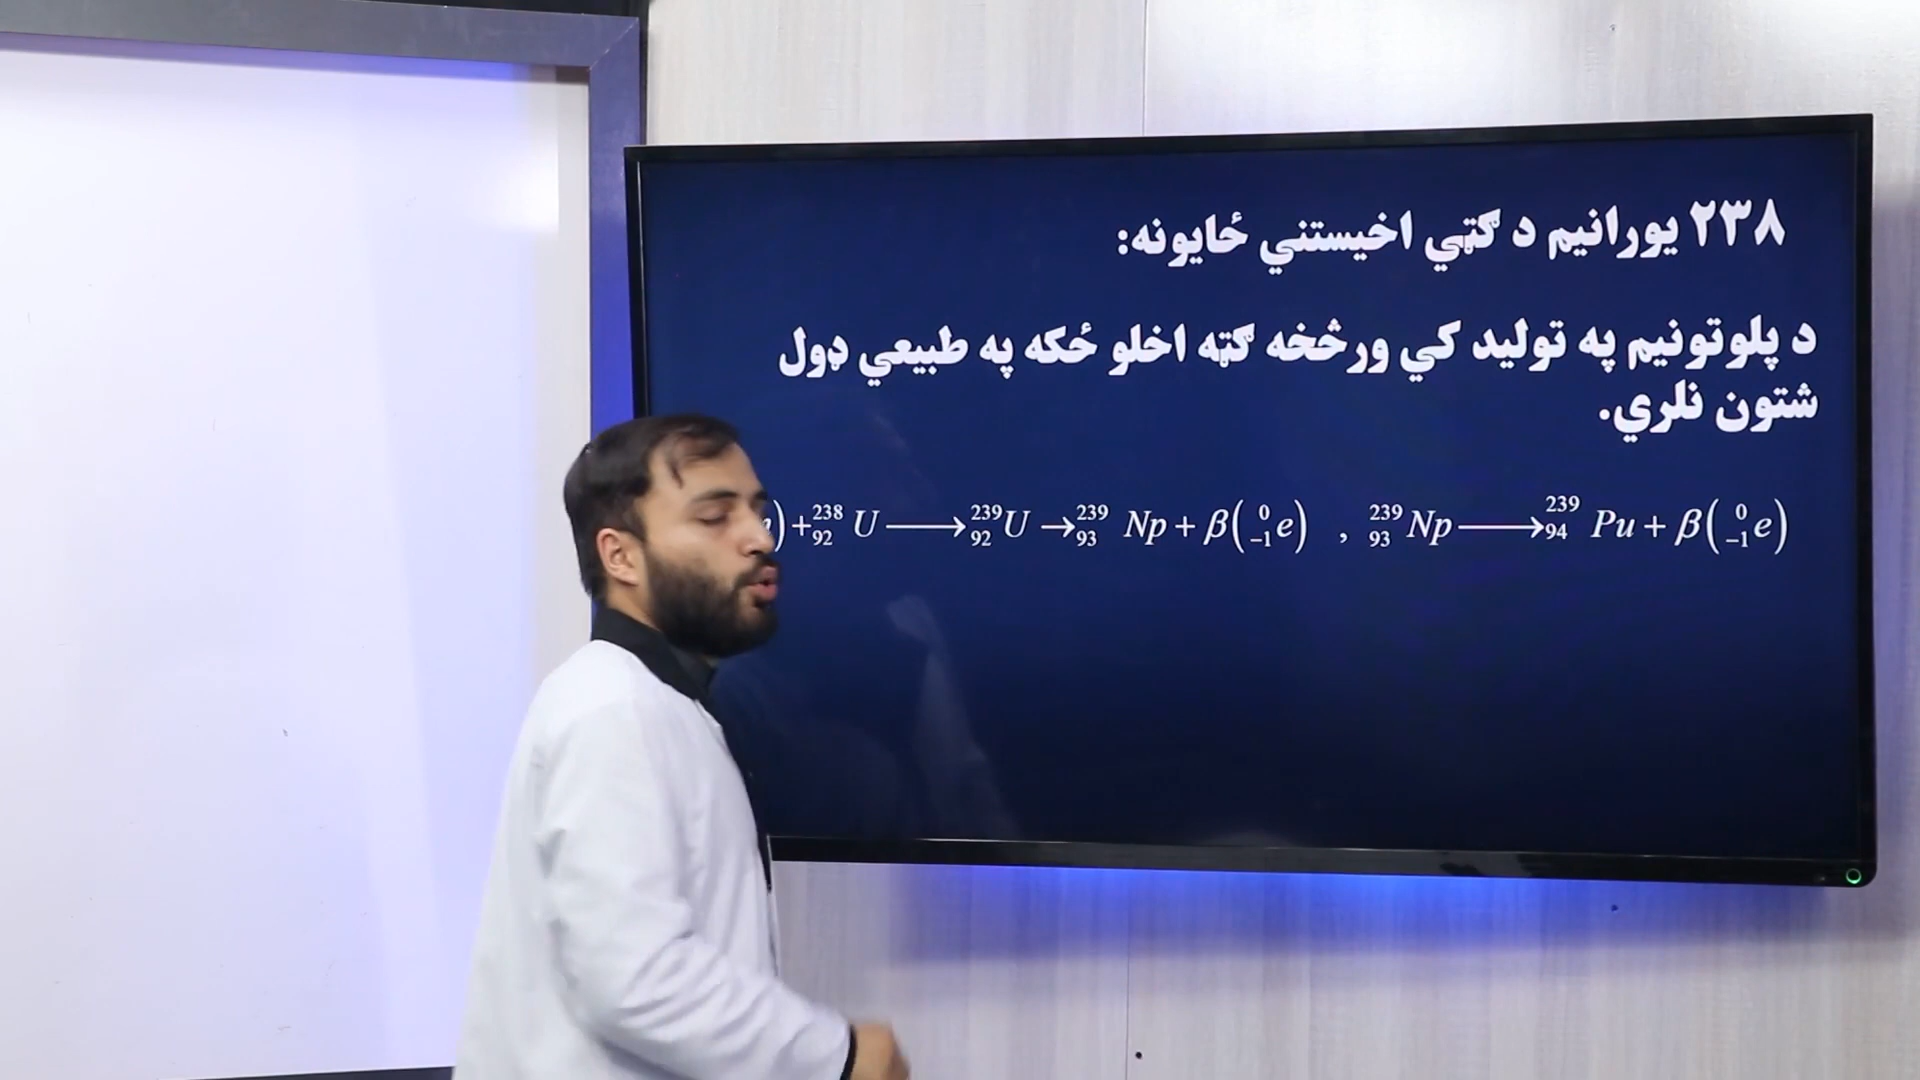 ۲۳۸ یورانیم د ګټي اخیستني ځایونه:
د پلوتونیم په تولید کي ورڅخه ګټه اخلو ځکه په طبیعي ډول
شتون نلري.
) + ²³⁸₉₂ U ⟶ ²³⁹₉₂U → ²³⁹₉₃ Np + β(⁰₋₁e) , ²³⁹₉₃Np ⟶ ²³⁹₉₄ Pu + β(⁰₋₁e)